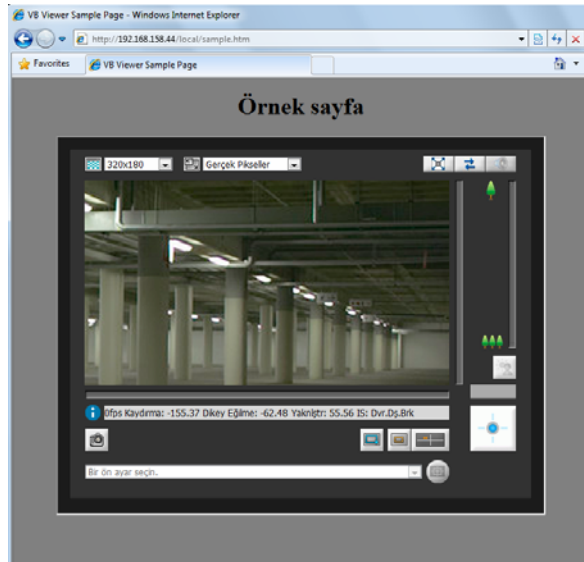 VB Viewer Sample Page - Windows Internet Explorer
http://192.168.158.44/local/sample.htm
Favorites VB Viewer Sample Page
Örnek sayfa
320x180 Gerçek Pikseller
0fps Kaydırma: -155.37 Dikey Eğilme: -62.48 Yaknlştr: 55.56 IS: Dvr.Dş.Brk
Bir ön ayar seçin.